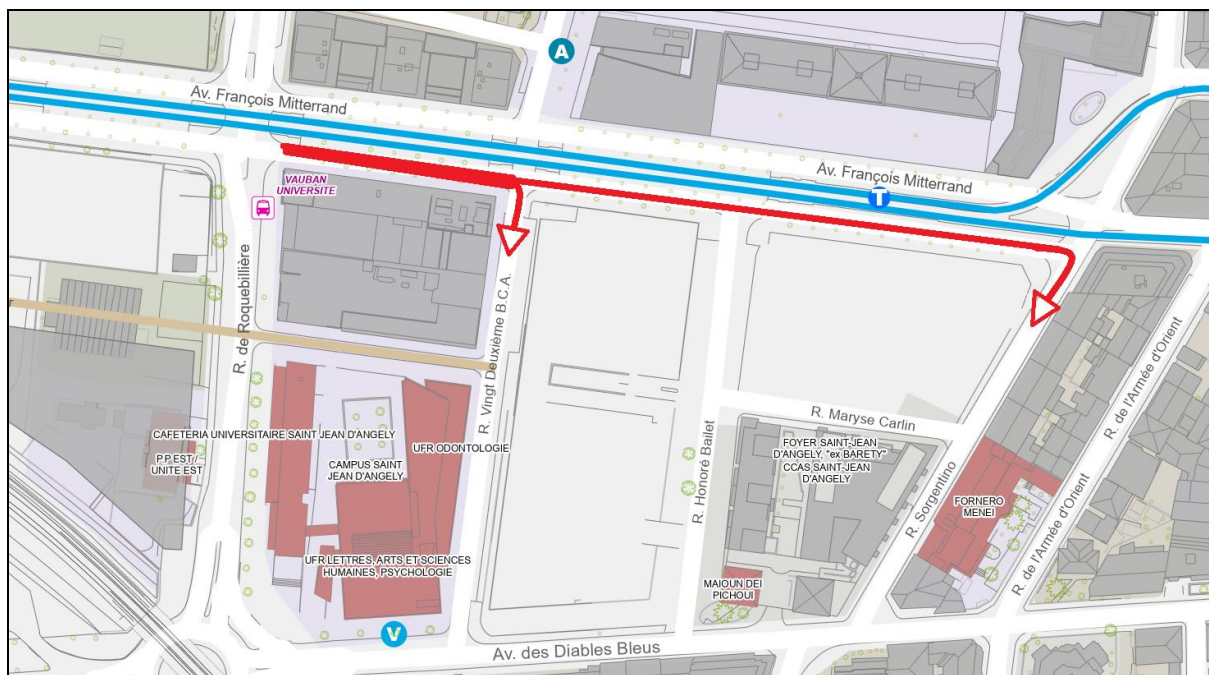 A
Av. François Mitterrand
VAUBAN
UNIVERSITE
Av. François Mitterrand
T
R. de Roquebillière
R. Vingt Deuxième B.C.A.
R. de l'Armée d'Orient
R. Maryse Carlin
CAFETERIA UNIVERSITAIRE SAINT JEAN D'ANGELY
P.P EST /
UNITE EST
UFR ODONTOLOGIE
CAMPUS SAINT
JEAN D'ANGELY
FOYER SAINT-JEAN
D'ANGELY, "ex BARETY"
CCAS SAINT-JEAN
D'ANGELY
R. Honoré Bailet
R. Sorgentino
FORNERO
MENEI
R. de l'Armée d'Orient
UFR LETTRES, ARTS ET SCIENCES
HUMAINES, PSYCHOLOGIE
MAIOUN DEI
PICHOUI
V
Av. des Diables Bleus